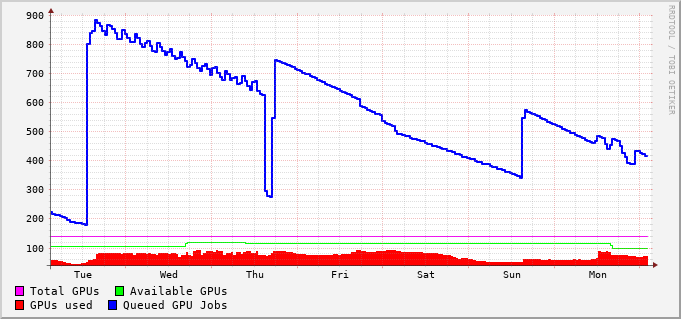 900
800
700
600
500
400
300
200
100
Tue Wed Thu Fri Sat Sun Mon
Total GPUs Available GPUs
GPUs used Queued GPU Jobs
RRDTOOL / TOBI OETIKER